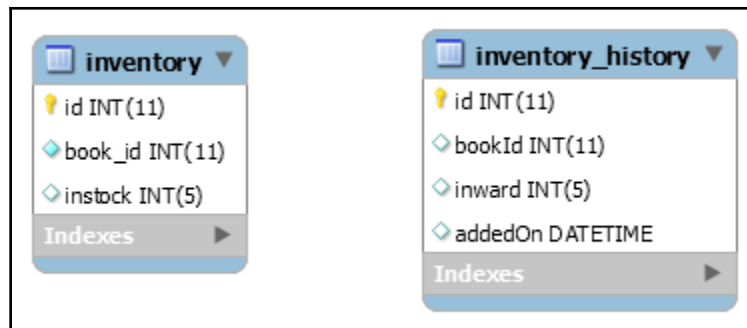 inventory
id INT(11)
book_id INT(11)
instock INT(5)
Indexes
inventory_history
id INT(11)
bookId INT(11)
inward INT(5)
addedOn DATETIME
Indexes